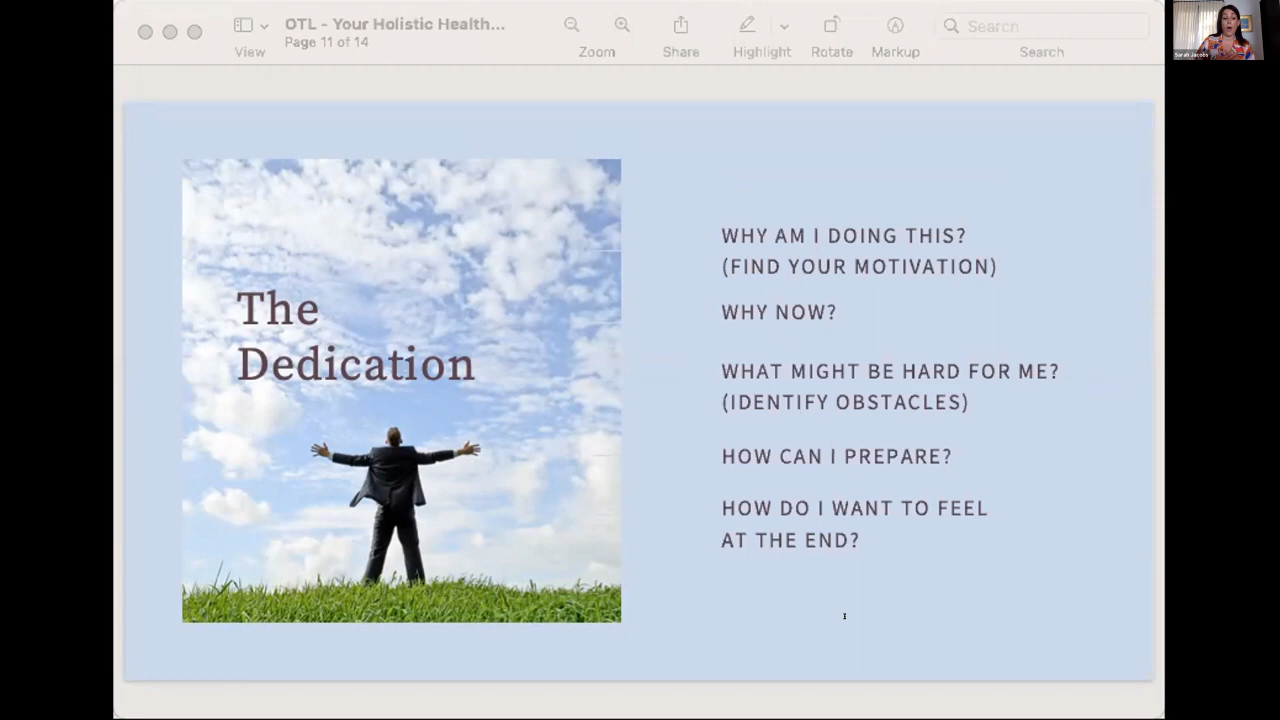 OTL - Your Holistic Health...
Page 11 of 14
View
Zoom
Share
Highlight
Rotate
Markup
Search
Search
Sarah Jacobs
The
Dedication
WHY AM I DOING THIS?
(FIND YOUR MOTIVATION)
WHY NOW?
WHAT MIGHT BE HARD FOR ME?
(IDENTIFY OBSTACLES)
HOW CAN I PREPARE?
HOW DO I WANT TO FEEL
AT THE END?